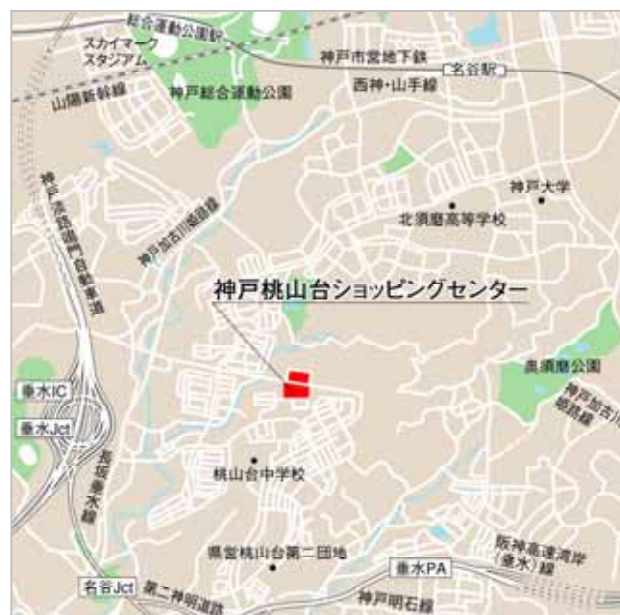 総合運動公園駅
スカイマーク
スタジアム
山陽新幹線
神戸総合運動公園
神戸市営地下鉄
名谷駅
西神・山手線
神戸淡路鳴門自動車道
神戸加古川姫路線
神戸大学
北須磨高等学校
神戸桃山台ショッピングセンター
奥須磨公園
神戸加古川
姫路線
垂水IC
垂水Jct
長坂垂水線
桃山台中学校
県営桃山台第二団地
名谷Jct
第二神明道路
垂水PA
神戸明石線
阪神高速湾岸
(垂水)線